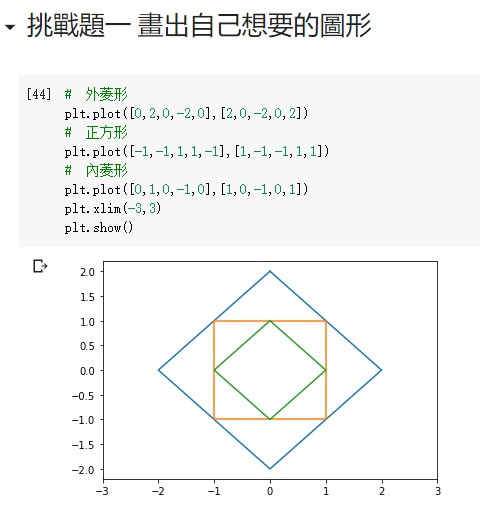 挑戰題一 畫出自己想要的圖形
[44] # 外菱形
plt.plot([0,2,0,-2,0],[2,0,-2,0,2])
# 正方形
plt.plot([-1,-1,1,1,-1],[1,-1,-1,1,1])
# 內菱形
plt.plot([0,1,0,-1,0],[1,0,-1,0,1])
plt.xlim(-3,3)
plt.show()
2.0
1.5
1.0
0.5
0.0
−0.5
−1.0
−1.5
−2.0
−3 −2 −1 0 1 2 3